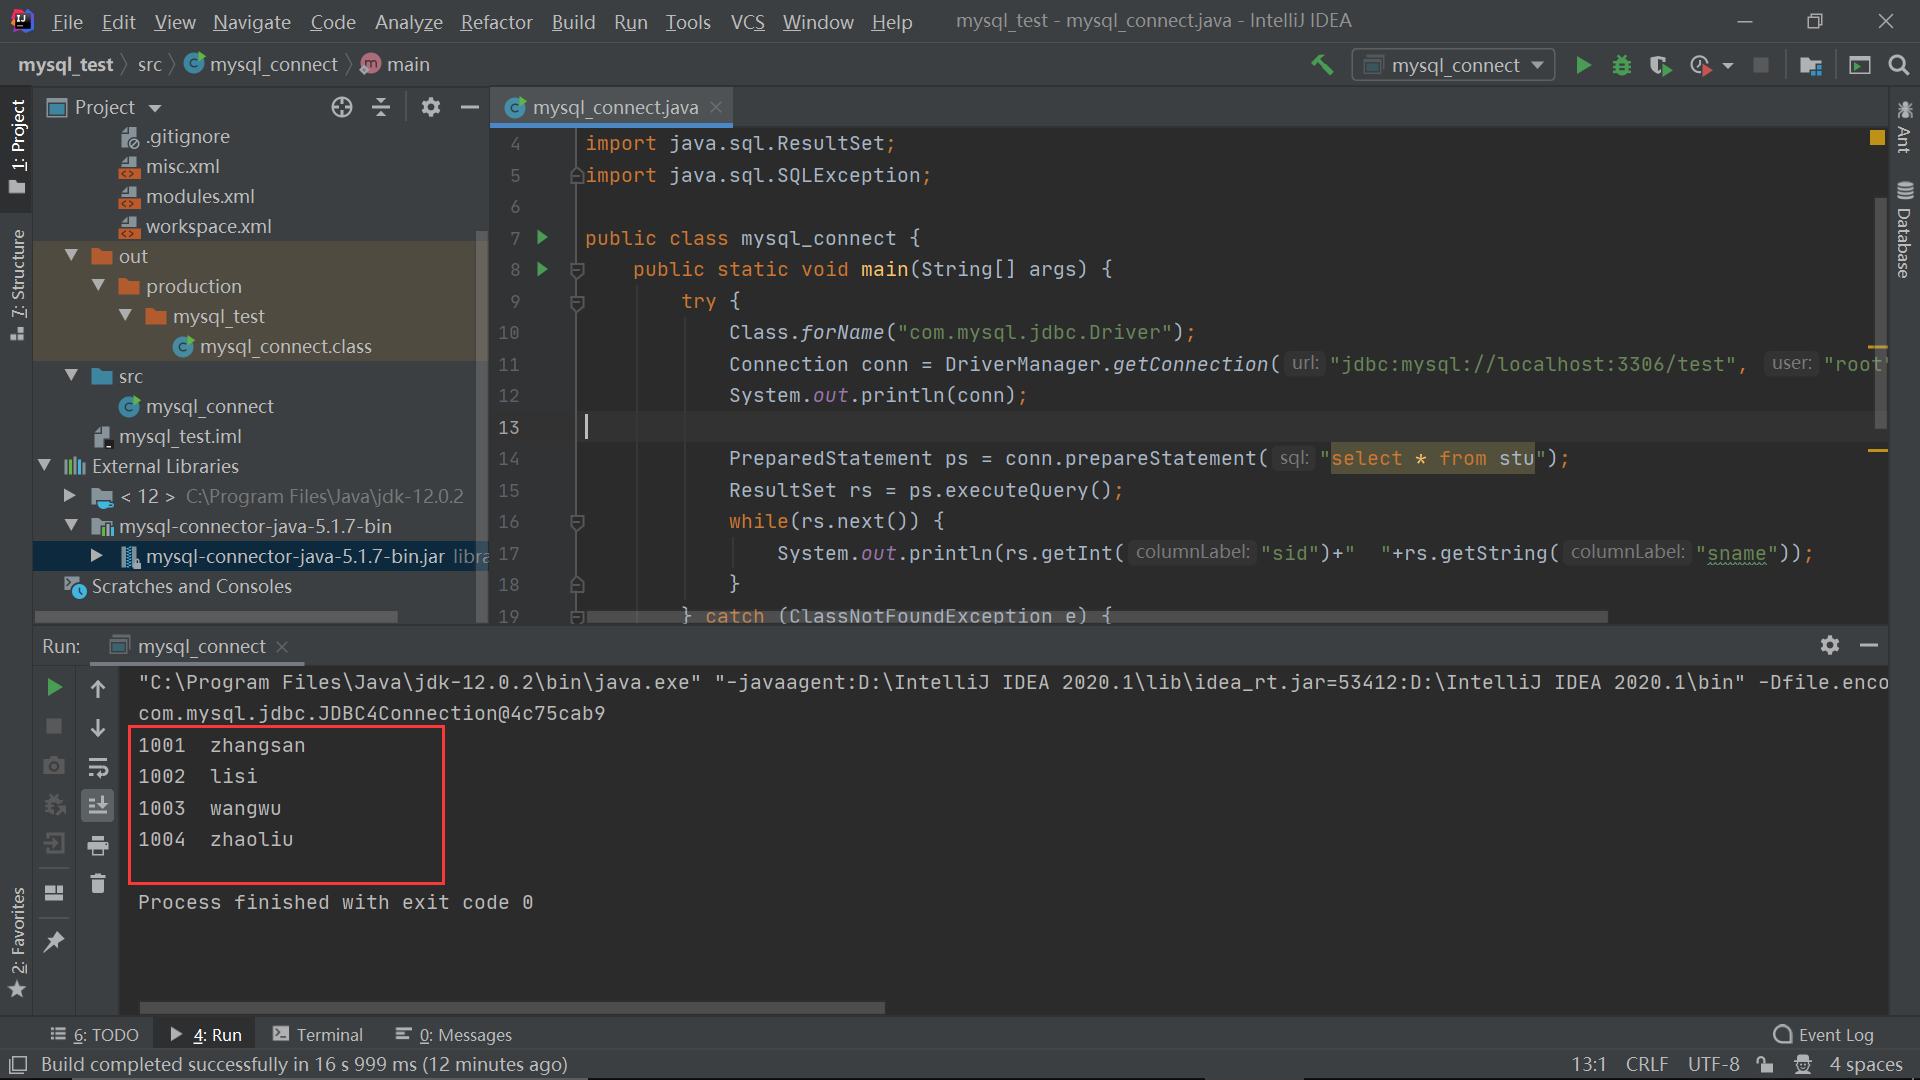 File Edit View Navigate Code Analyze Refactor Build Run Tools VCS Window Help mysql_test - mysql_connect.java - IntelliJ IDEA
mysql_test src mysql_connect main mysql_connect
1: Project
7: Structure
2: Favorites
Project
.gitignore
misc.xml
modules.xml
workspace.xml
out
production
mysql_test
mysql_connect.class
src
mysql_connect
mysql_test.iml
External Libraries
< 12 > C:\Program Files\Java\jdk-12.0.2
mysql-connector-java-5.1.7-bin
mysql-connector-java-5.1.7-bin.jar libra
Scratches and Consoles
mysql_connect.java
4 import java.sql.ResultSet;
5 import java.sql.SQLException;
6
7 public class mysql_connect {
8 public static void main(String[] args) {
9 try {
10 Class.forName("com.mysql.jdbc.Driver");
11 Connection conn = DriverManager.getConnection( url: "jdbc:mysql://localhost:3306/test", user: "root"
12 System.out.println(conn);
13
14 PreparedStatement ps = conn.prepareStatement( sql: "select * from stu");
15 ResultSet rs = ps.executeQuery();
16 while(rs.next()) {
17 System.out.println(rs.getInt( columnLabel: "sid")+"  "+rs.getString( columnLabel: "sname"));
18 }
19 } catch (ClassNotFoundException e) {
Ant
Database
Run: mysql_connect
"C:\Program Files\Java\jdk-12.0.2\bin\java.exe" "-javaagent:D:\IntelliJ IDEA 2020.1\lib\idea_rt.jar=53412:D:\IntelliJ IDEA 2020.1\bin" -Dfile.enco
com.mysql.jdbc.JDBC4Connection@4c75cab9
1001  zhangsan
1002  lisi
1003  wangwu
1004  zhaoliu
Process finished with exit code 0
6: TODO 4: Run Terminal 0: Messages Event Log
Build completed successfully in 16 s 999 ms (12 minutes ago) 13:1 CRLF UTF-8 4 spaces